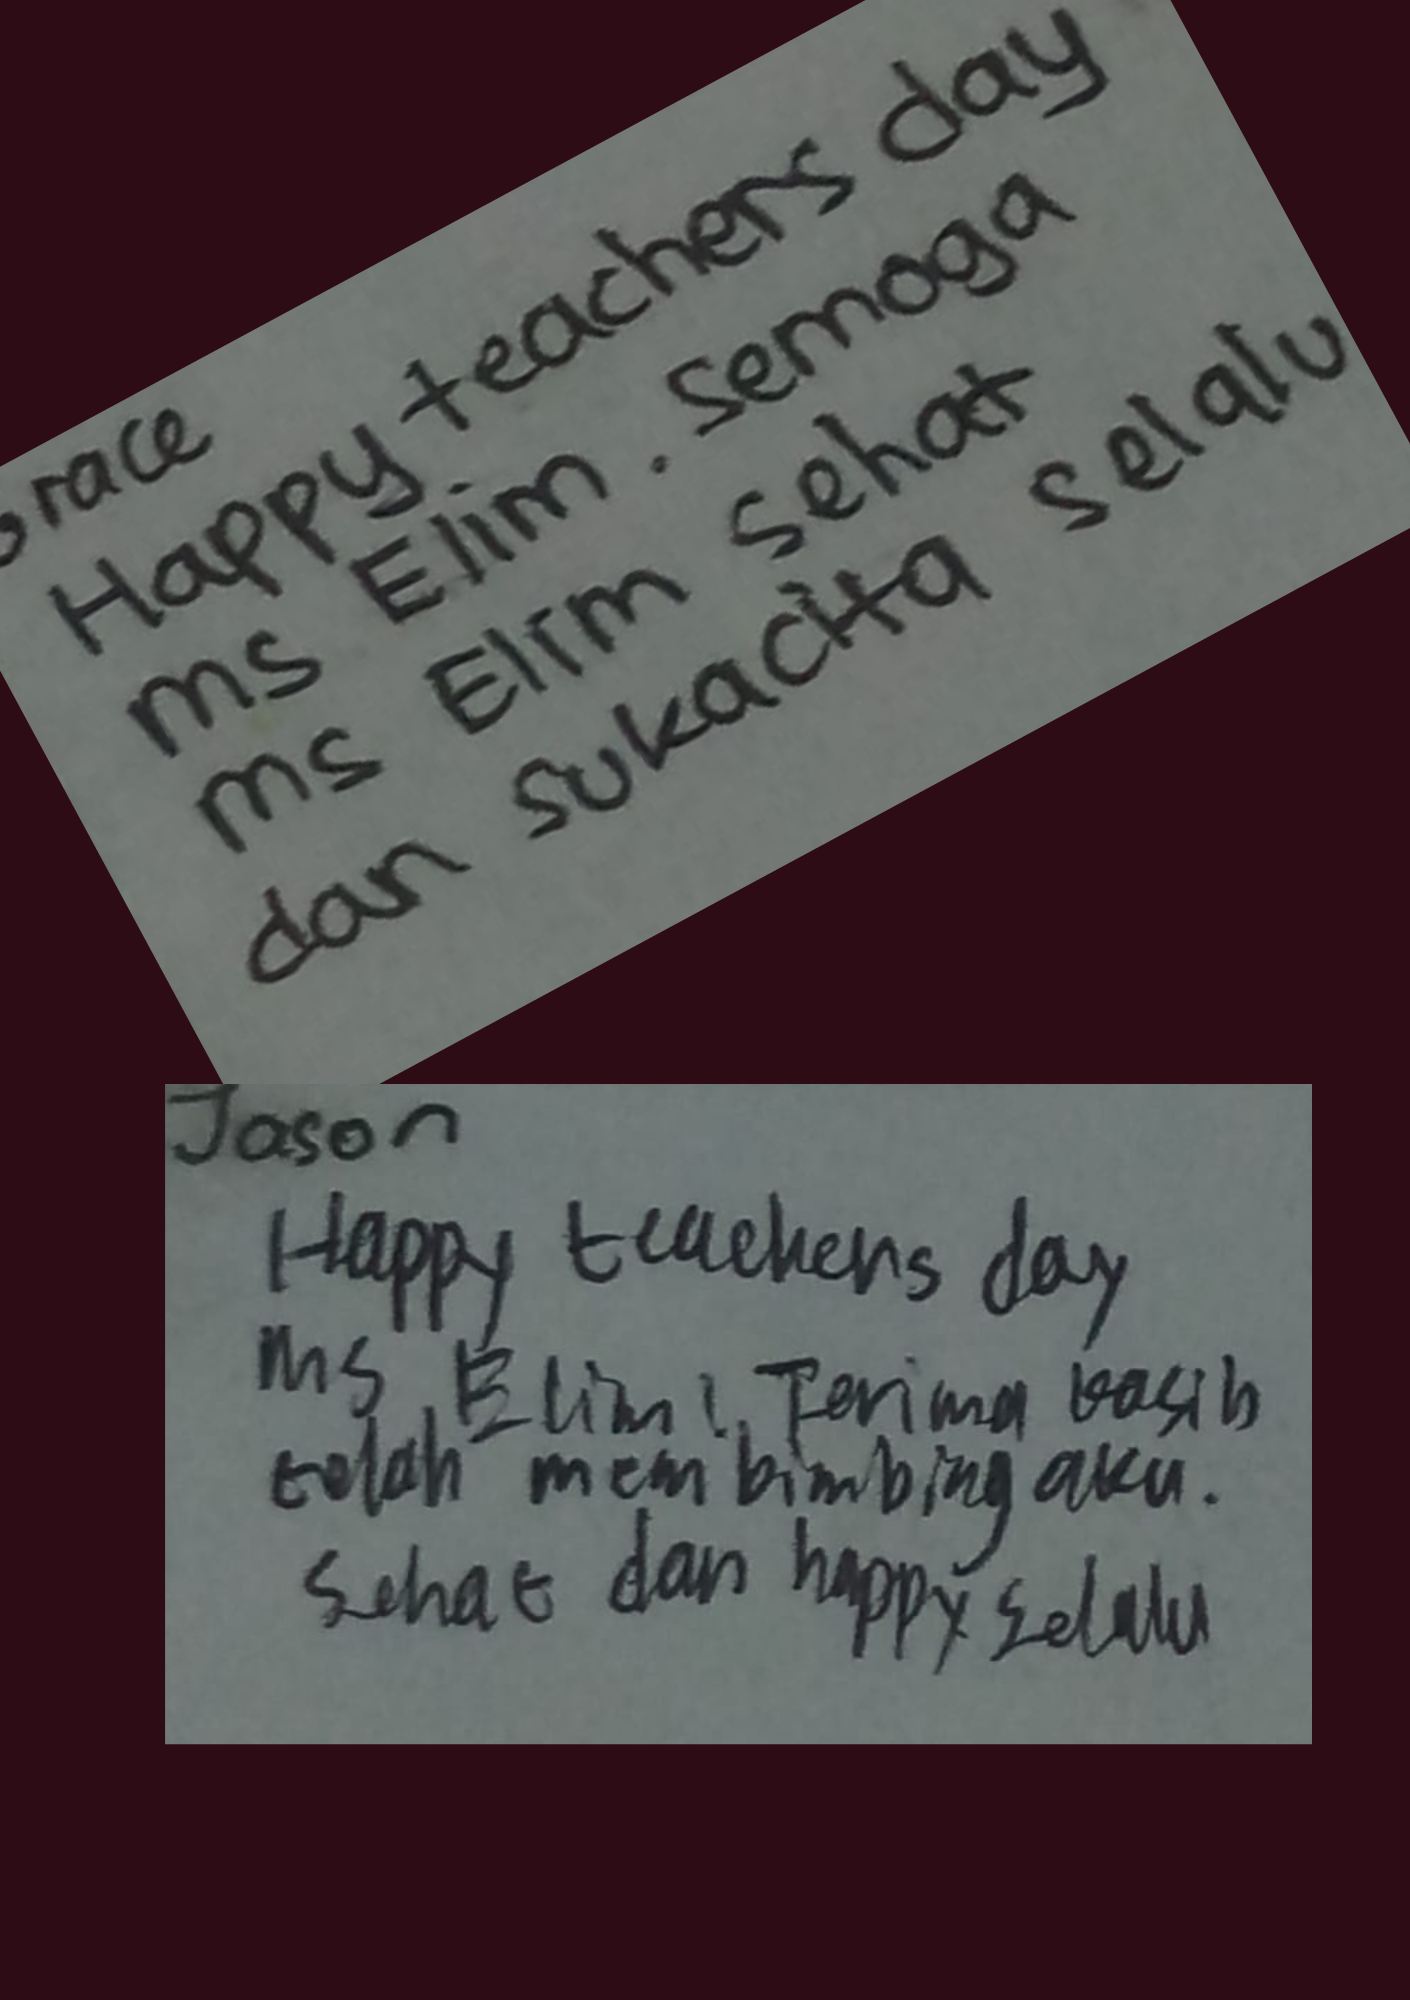 Grace
Happy teachers day
ms Elim. Semoga
ms Elim sehat
dan sukacita selalu
Jason
Happy teachers day
ms Elim! Terima kasih
telah membimbing aku.
Sehat dan happy selalu